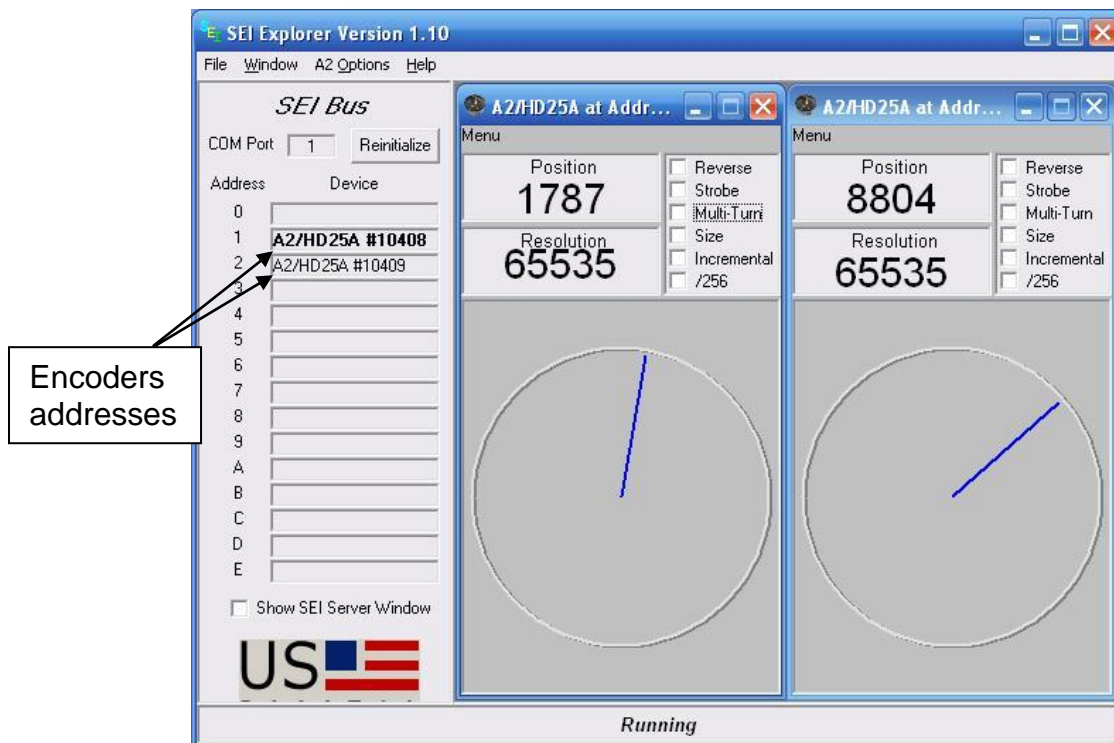 SEI Explorer Version 1.10
File Window A2 Options Help
SEI Bus
COM Port 1 Reinitialize
Address Device
0
1 A2/HD25A #10408
2 A2/HD25A #10409
3
4
5
6
7
8
9
A
B
C
D
E
Show SEI Server Window
US
Encoders
addresses
A2/HD25A at Addr...
Menu
Position
1787
Resolution
65535
Reverse
Strobe
Multi-Turn
Size
Incremental
/256
A2/HD25A at Addr...
Menu
Position
8804
Resolution
65535
Reverse
Strobe
Multi-Turn
Size
Incremental
/256
Running